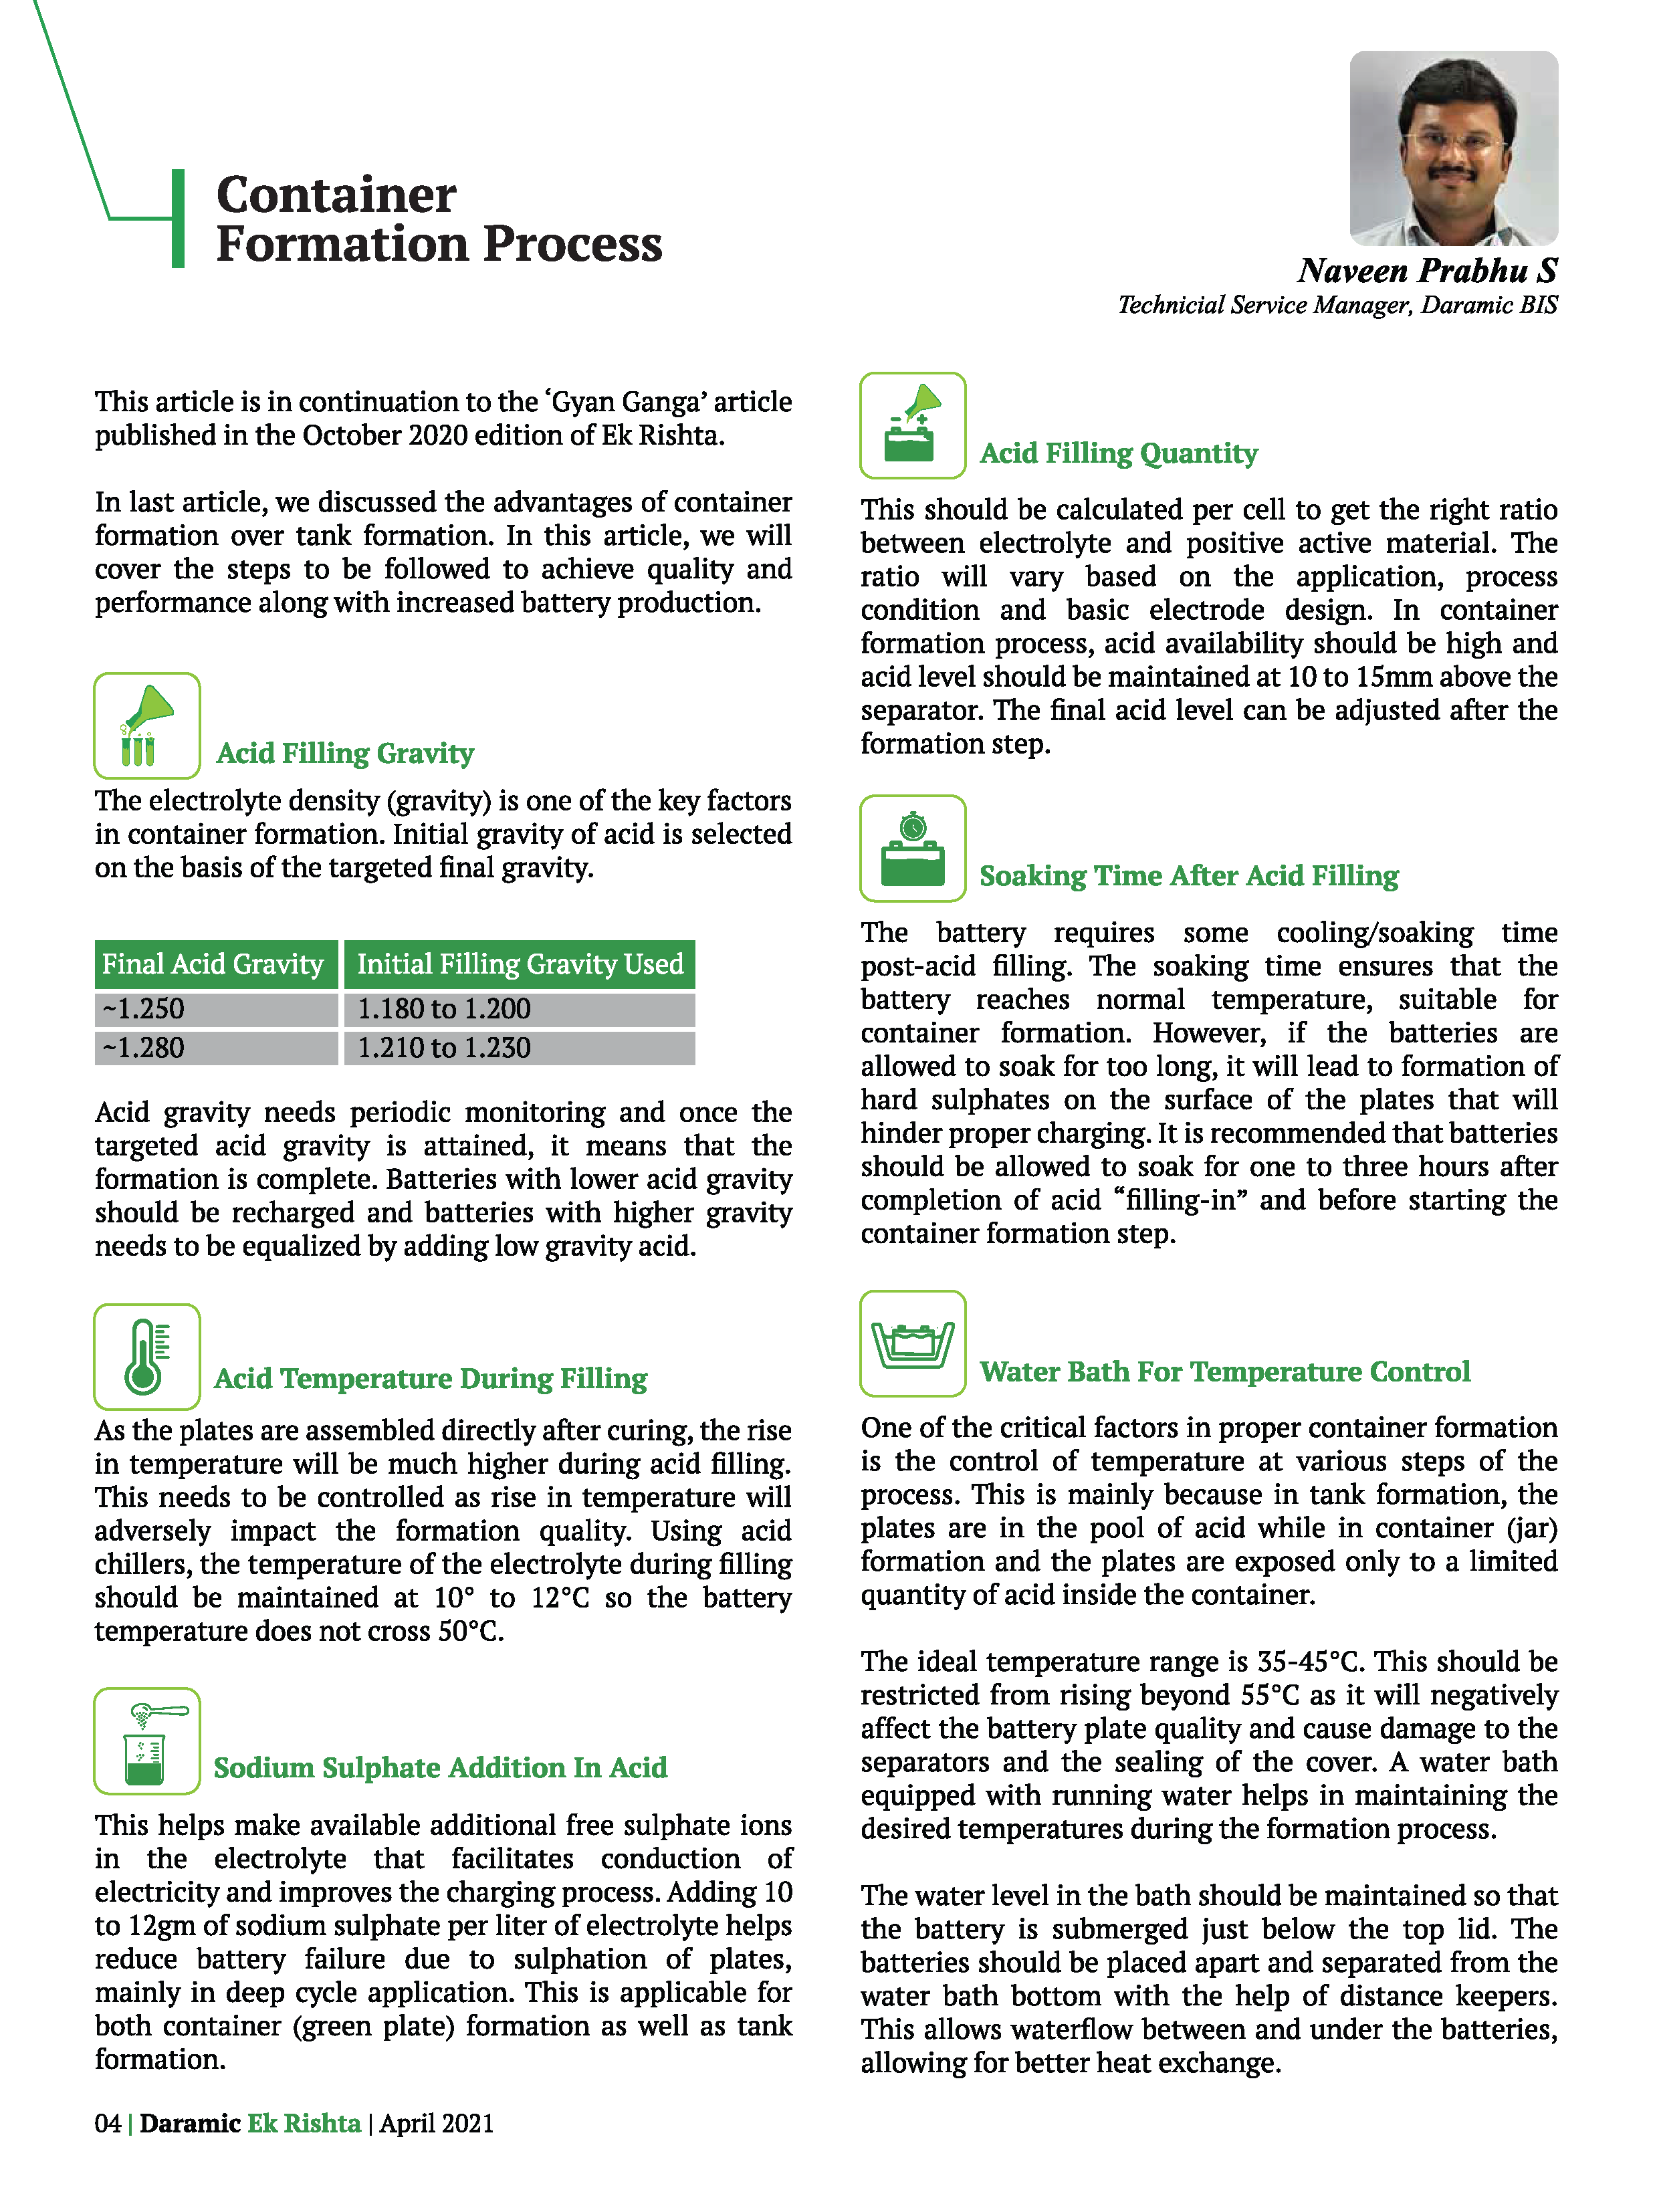 Container
Formation Process
Naveen Prabhu S
Technicial Service Manager, Daramic BIS
This article is in continuation to the ‘Gyan Ganga’ article
published in the October 2020 edition of Ek Rishta.
In last article, we discussed the advantages of container
formation over tank formation. In this article, we will
cover the steps to be followed to achieve quality and
performance along with increased battery production.
Acid Filling Gravity
The electrolyte density (gravity) is one of the key factors
in container formation. Initial gravity of acid is selected
on the basis of the targeted final gravity.
Final Acid Gravity Initial Filling Gravity Used
~1.250 1.180 to 1.200
~1.280 1.210 to 1.230
Acid gravity needs periodic monitoring and once the
targeted acid gravity is attained, it means that the
formation is complete. Batteries with lower acid gravity
should be recharged and batteries with higher gravity
needs to be equalized by adding low gravity acid.
Acid Temperature During Filling
As the plates are assembled directly after curing, the rise
in temperature will be much higher during acid filling.
This needs to be controlled as rise in temperature will
adversely impact the formation quality. Using acid
chillers, the temperature of the electrolyte during filling
should be maintained at 10° to 12°C so the battery
temperature does not cross 50°C.
Sodium Sulphate Addition In Acid
This helps make available additional free sulphate ions
in the electrolyte that facilitates conduction of
electricity and improves the charging process. Adding 10
to 12gm of sodium sulphate per liter of electrolyte helps
reduce battery failure due to sulphation of plates,
mainly in deep cycle application. This is applicable for
both container (green plate) formation as well as tank
formation.
Acid Filling Quantity
This should be calculated per cell to get the right ratio
between electrolyte and positive active material. The
ratio will vary based on the application, process
condition and basic electrode design. In container
formation process, acid availability should be high and
acid level should be maintained at 10 to 15mm above the
separator. The final acid level can be adjusted after the
formation step.
Soaking Time After Acid Filling
The battery requires some cooling/soaking time
post-acid filling. The soaking time ensures that the
battery reaches normal temperature, suitable for
container formation. However, if the batteries are
allowed to soak for too long, it will lead to formation of
hard sulphates on the surface of the plates that will
hinder proper charging. It is recommended that batteries
should be allowed to soak for one to three hours after
completion of acid “filling-in” and before starting the
container formation step.
Water Bath For Temperature Control
One of the critical factors in proper container formation
is the control of temperature at various steps of the
process. This is mainly because in tank formation, the
plates are in the pool of acid while in container (jar)
formation and the plates are exposed only to a limited
quantity of acid inside the container.
The ideal temperature range is 35-45°C. This should be
restricted from rising beyond 55°C as it will negatively
affect the battery plate quality and cause damage to the
separators and the sealing of the cover. A water bath
equipped with running water helps in maintaining the
desired temperatures during the formation process.
The water level in the bath should be maintained so that
the battery is submerged just below the top lid. The
batteries should be placed apart and separated from the
water bath bottom with the help of distance keepers.
This allows waterflow between and under the batteries,
allowing for better heat exchange.
04 | Daramic Ek Rishta | April 2021